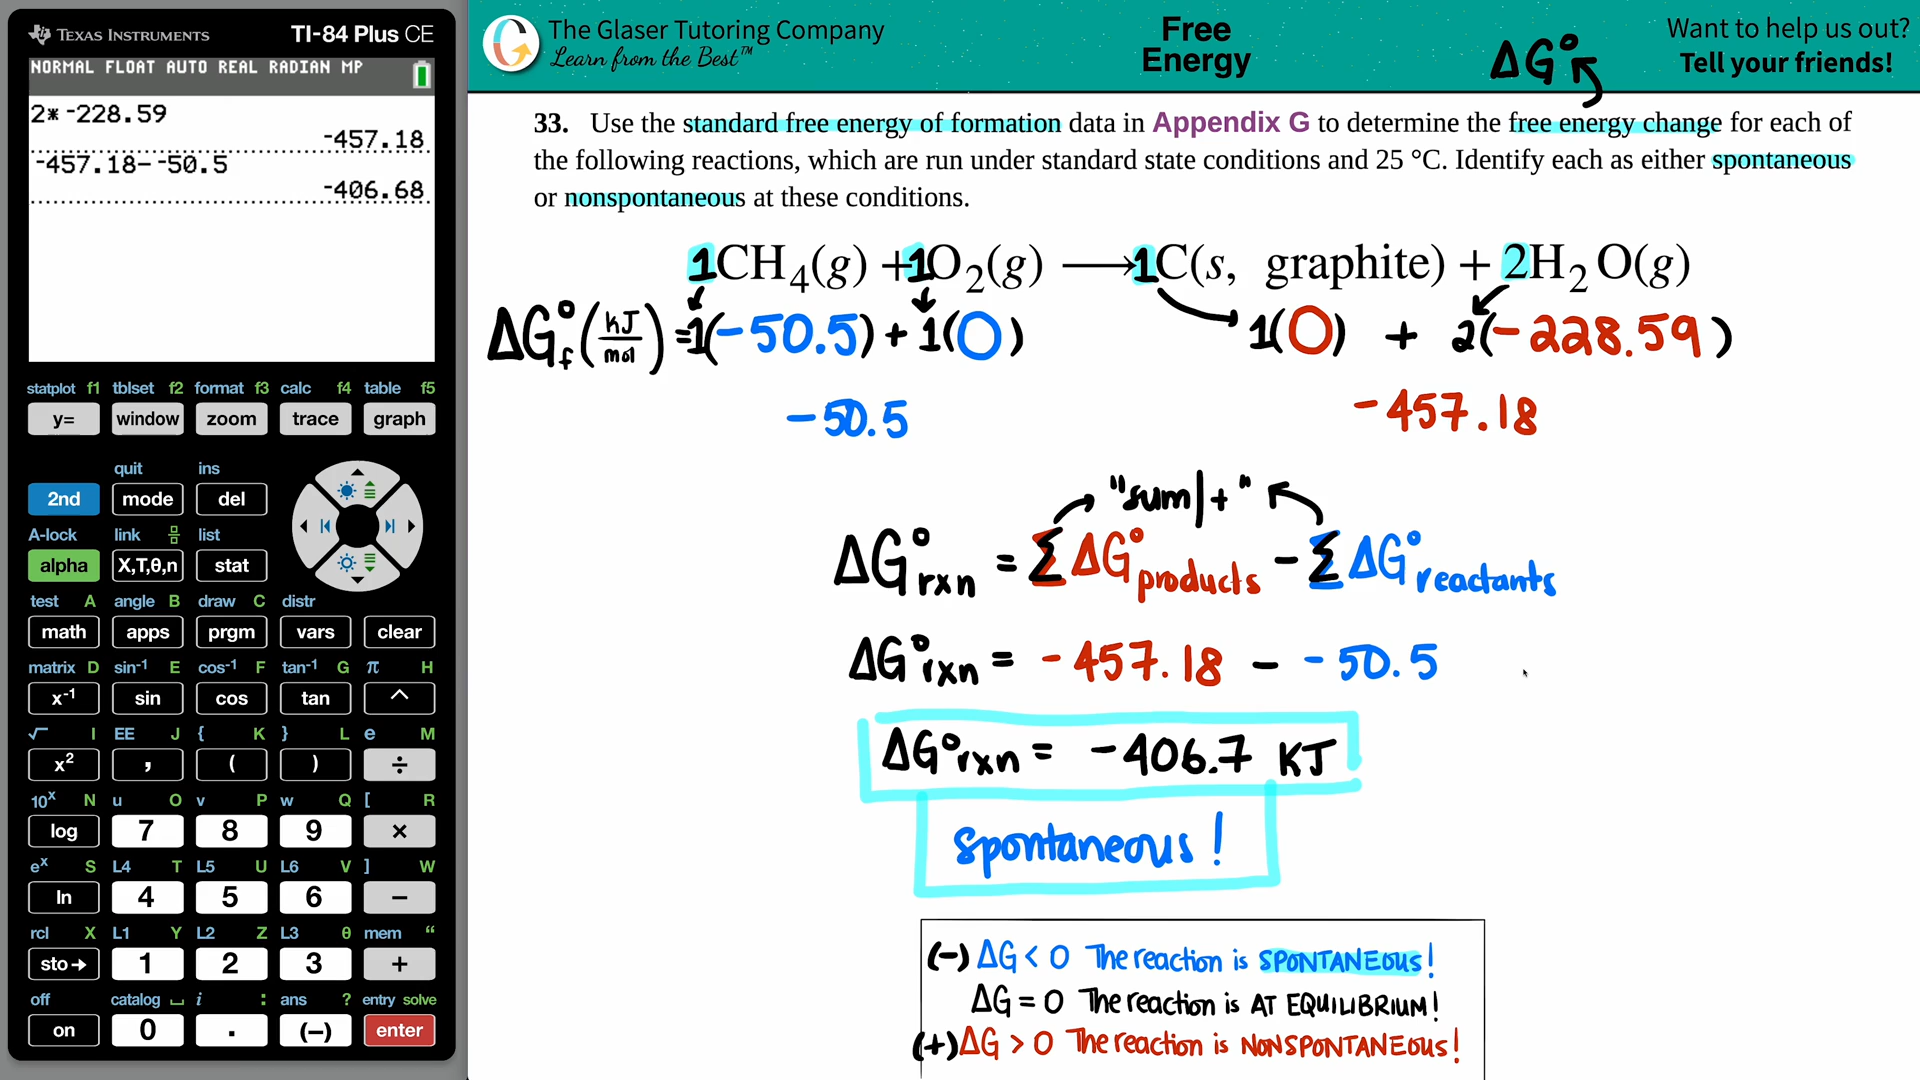 TEXAS INSTRUMENTS TI-84 Plus CE
NORMAL FLOAT AUTO REAL RADIAN MP
2*-228.59
-457.18
-457.18--50.5
-406.68
statplot f1 tblset f2 format f3 calc f4 table f5
y= window zoom trace graph
quit ins
2nd mode del
A-lock link list
alpha X,T,θ,n stat
test A angle B draw C distr
math apps prgm vars clear
matrix D sin-1 E cos-1 F tan-1 G π H
x-1 sin cos tan ^
√ I EE J { K } L e M
x² , ( ) ÷
10x N u O v P w Q [ R
log 7 8 9 ×
ex S L4 T L5 U L6 V ] W
ln 4 5 6 −
rcl X L1 Y L2 Z L3 θ mem “
sto→ 1 2 3 +
off catalog ⎵ i : ans ? entry solve
on 0 . (−) enter
The Glaser Tutoring Company
Learn from the Best™
Free
Energy
ΔG°
Want to help us out?
Tell your friends!
33. Use the standard free energy of formation data in Appendix G to determine the free energy change for each of
the following reactions, which are run under standard state conditions and 25 °C. Identify each as either spontaneous
or nonspontaneous at these conditions.
1CH₄(g) + 1O₂(g) ⟶ 1C(s, graphite) + 2H₂O(g)
ΔG°f (kJ/mol) = 1(-50.5) + 1(0) 1(0) + 2(-228.59)
-50.5 -457.18
"sum|+"
ΔG°rxn = Σ ΔG°products − Σ ΔG°reactants
ΔG°rxn = -457.18 − -50.5
ΔG°rxn = -406.7 KJ
spontaneous!
(−) ΔG < 0 The reaction is SPONTANEOUS!
ΔG = 0 The reaction is AT EQUILIBRIUM!
(+) ΔG > 0 The reaction is NONSPONTANEOUS!